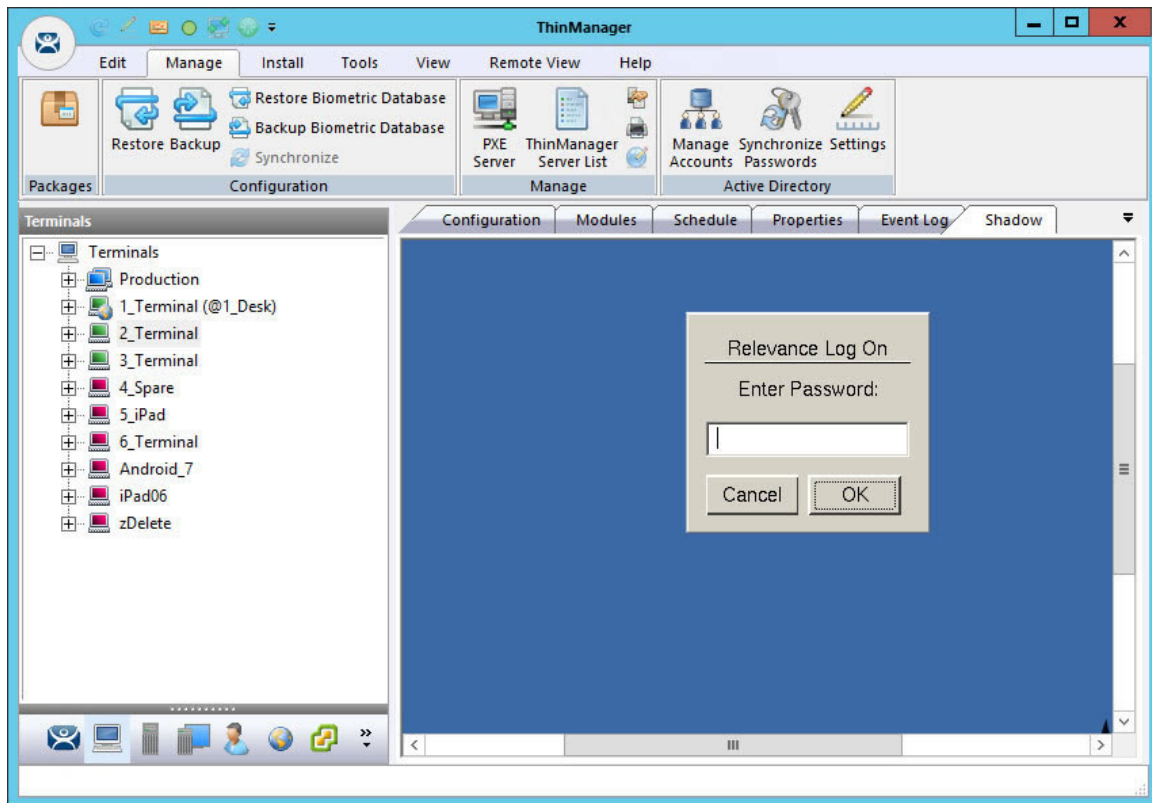 ThinManager
Edit Manage Install Tools View Remote View Help
Restore Biometric Database
Backup Biometric Database
Synchronize
Restore Backup
PXE Server
ThinManager Server List
Manage Accounts
Synchronize Passwords
Settings
Packages Configuration Manage Active Directory
Terminals
Configuration Modules Schedule Properties Event Log Shadow
Terminals
Production
1_Terminal (@1_Desk)
2_Terminal
3_Terminal
4_Spare
5_iPad
6_Terminal
Android_7
iPad06
zDelete
Relevance Log On
Enter Password:
Cancel OK